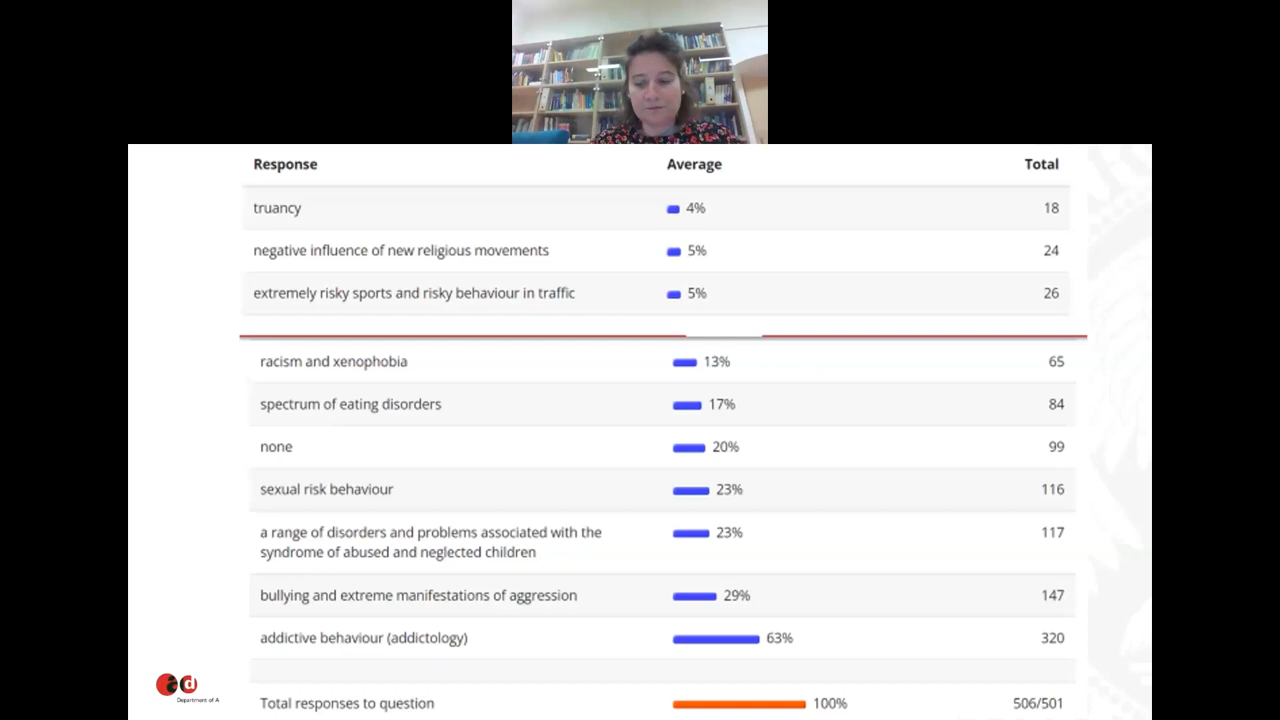 Response Average Total
truancy 4% 18
negative influence of new religious movements 5% 24
extremely risky sports and risky behaviour in traffic 5% 26
racism and xenophobia 13% 65
spectrum of eating disorders 17% 84
none 20% 99
sexual risk behaviour 23% 116
a range of disorders and problems associated with the 23% 117
syndrome of abused and neglected children
bullying and extreme manifestations of aggression 29% 147
addictive behaviour (addictology) 63% 320
ad
Department of A
Total responses to question 100% 506/501